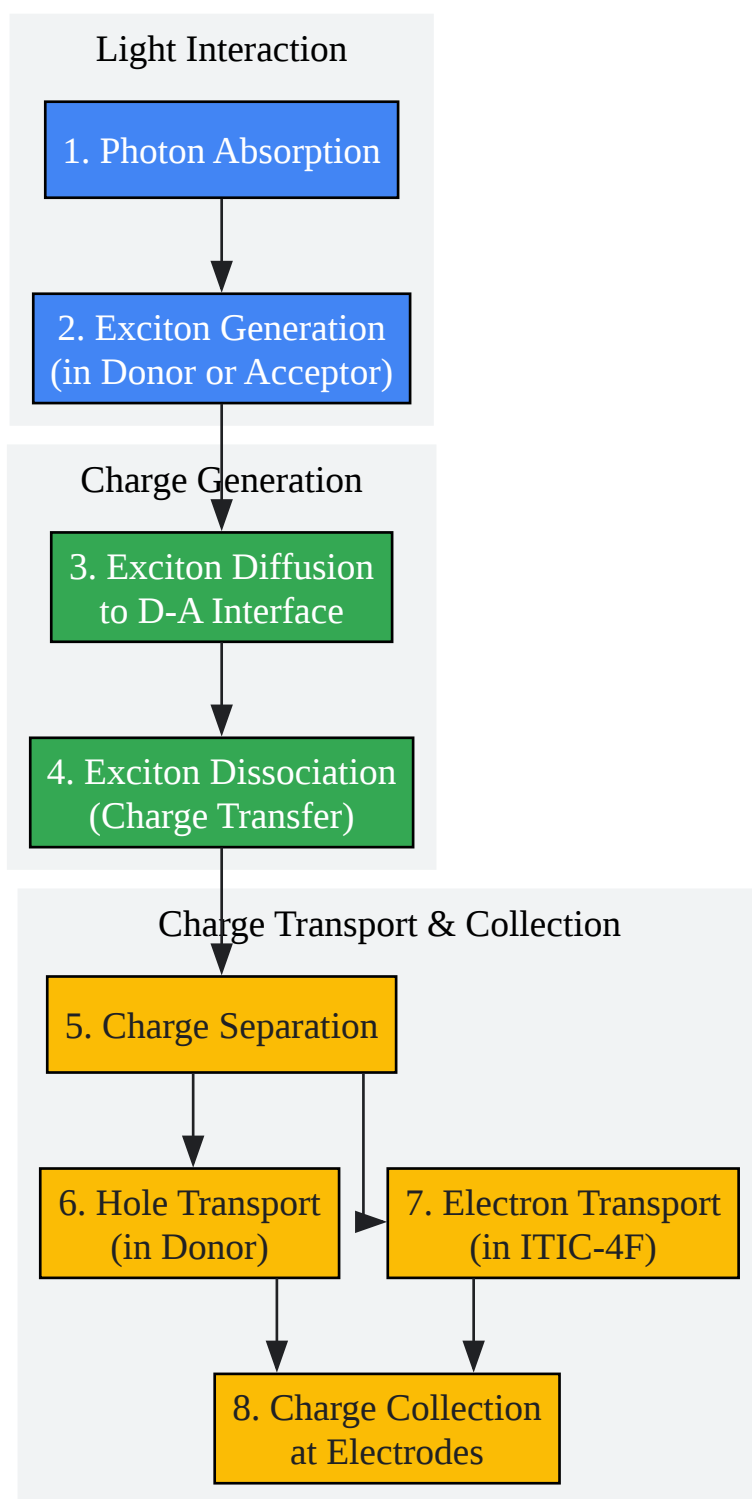 Light Interaction
1. Photon Absorption
2. Exciton Generation
(in Donor or Acceptor)
Charge Generation
3. Exciton Diffusion
to D-A Interface
4. Exciton Dissociation
(Charge Transfer)
Charge Transport & Collection
5. Charge Separation
6. Hole Transport
(in Donor)
7. Electron Transport
(in ITIC-4F)
8. Charge Collection
at Electrodes